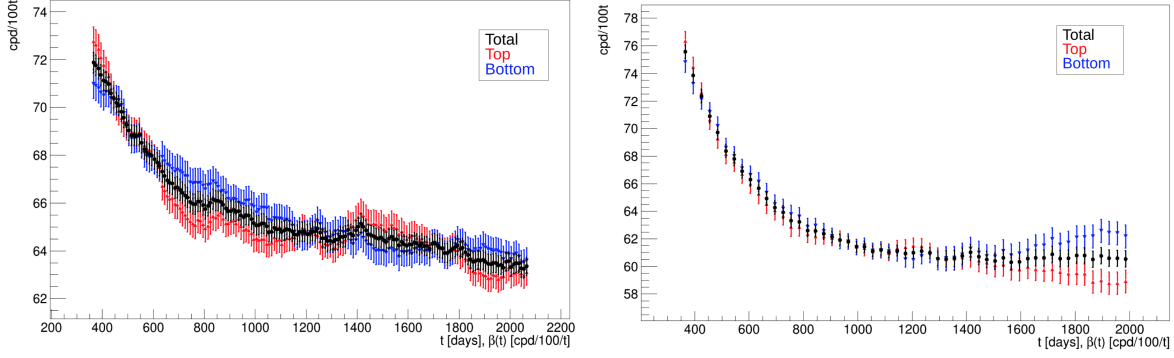 cpd/100t
74
72
70
68
66
64
62
200 400 600 800 1000 1200 1400 1600 1800 2000 2200
t [days], β(t) [cpd/100/t]
Total
Top
Bottom
cpd/100t
78
76
74
72
70
68
66
64
62
60
58
400 600 800 1000 1200 1400 1600 1800 2000
t [days], β(t) [cpd/100/t]
Total
Top
Bottom